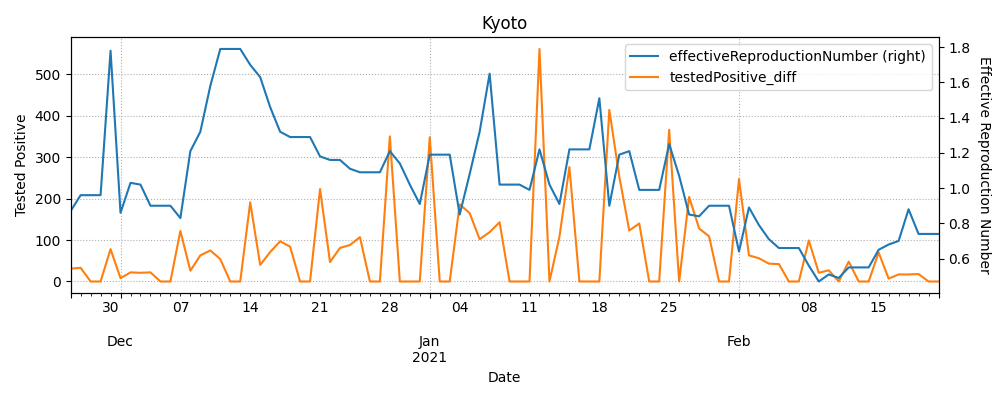 Kyoto
effectiveReproductionNumber (right)
testedPositive_diff
Tested Positive
500
400
300
200
100
0
1.8
1.6
1.4
1.2
1.0
0.8
0.6
Effective Reproduction Number
30
07
14
21
28
04
11
18
25
08
15
Dec
Jan
2021
Feb
Date